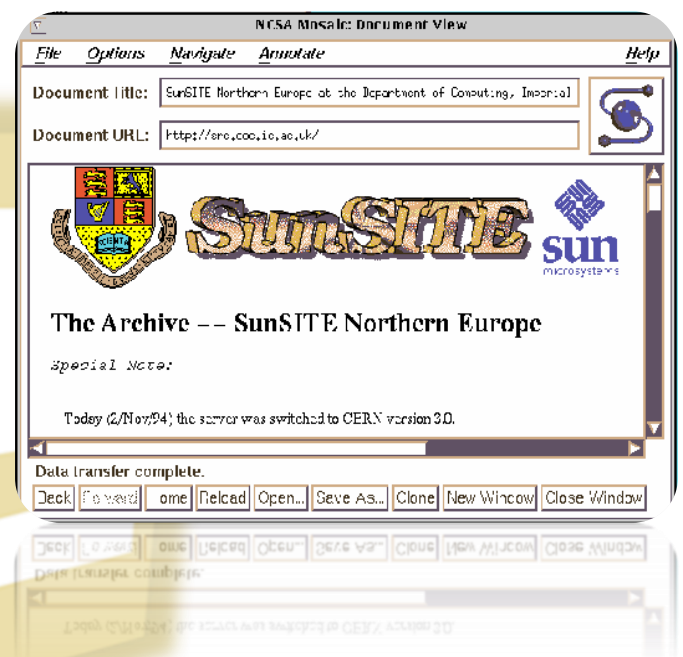 NCSA Mosaic: Document View
File Options Navigate Annotate Help
Document Title: SunSITE Northern Europe at the Department of Computing, Imperial
Document URL: http://src.doc.ic.ac.uk/
SCIENTIA
SunSITE
sun
microsystems
The Archive -- SunSITE Northern Europe
Special Note:
Today (2/Nov/94) the server was switched to CERN version 3.0.
Data transfer complete.
Back Forward Home Reload Open... Save As... Clone New Window Close Window